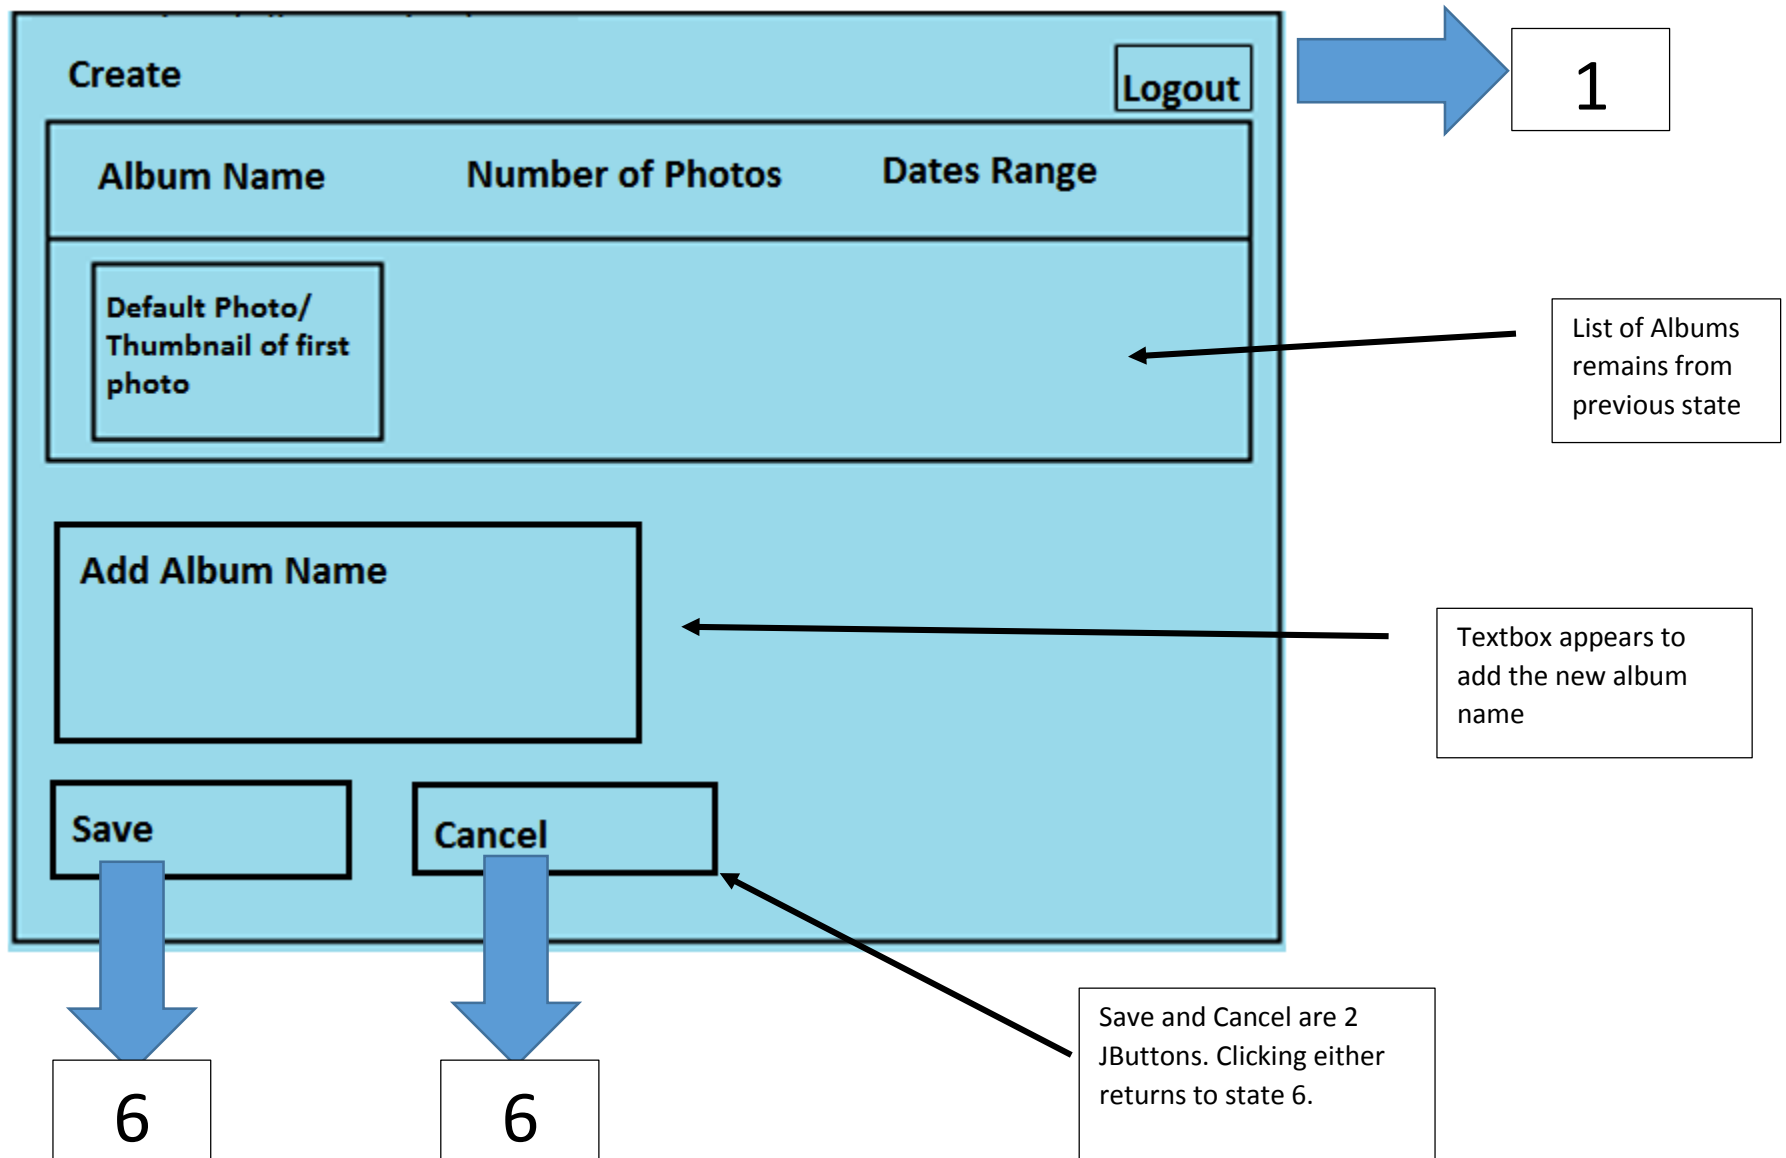 Create
Logout
1
Album Name
Number of Photos
Dates Range
Default Photo/
Thumbnail of first
photo
List of Albums
remains from
previous state
Add Album Name
Textbox appears to
add the new album
name
Save
Cancel
Save and Cancel are 2
JButtons. Clicking either
returns to state 6.
6
6